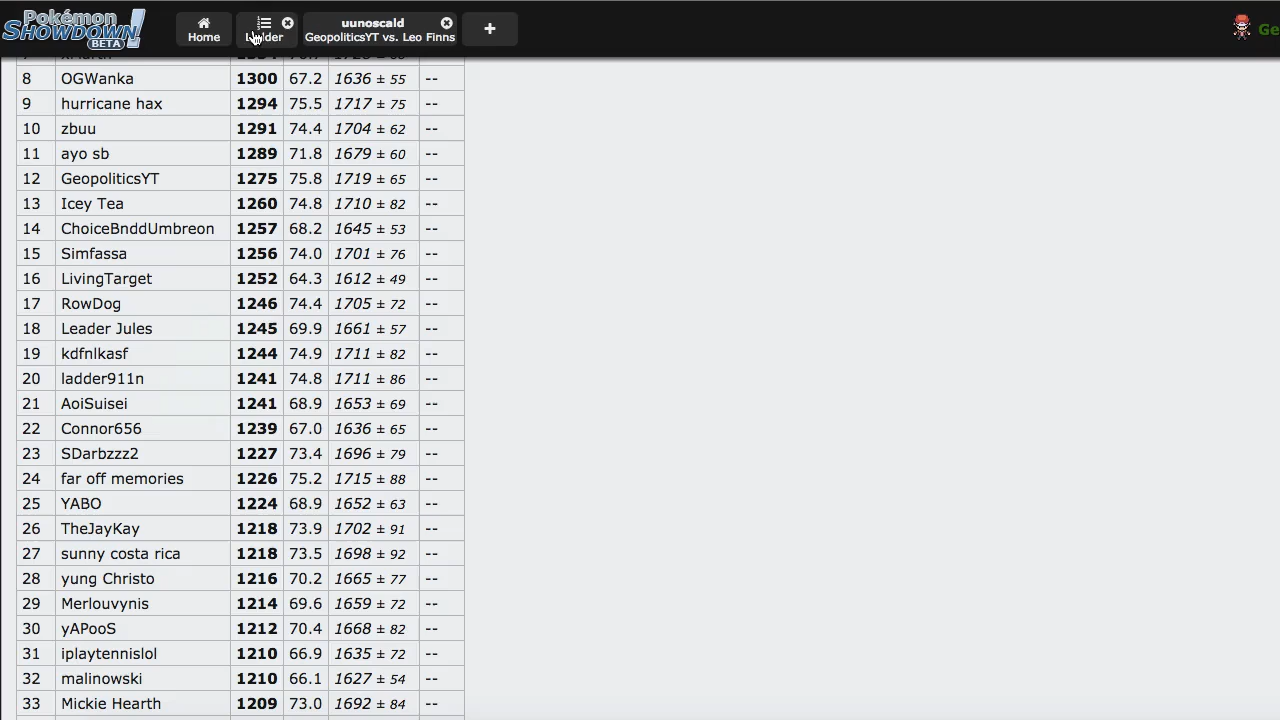 Pokémon
SHOWDOWN!
BETA
Home
uunoscald
GeopoliticsYT vs. Leo Finns
+
Ge
8 OGWanka 1300 67.2 1636 ± 55 --
9 hurricane hax 1294 75.5 1717 ± 75 --
10 zbuu 1291 74.4 1704 ± 62 --
11 ayo sb 1289 71.8 1679 ± 60 --
12 GeopoliticsYT 1275 75.8 1719 ± 65 --
13 Icey Tea 1260 74.8 1710 ± 82 --
14 ChoiceBnddUmbreon 1257 68.2 1645 ± 53 --
15 Simfassa 1256 74.0 1701 ± 76 --
16 LivingTarget 1252 64.3 1612 ± 49 --
17 RowDog 1246 74.4 1705 ± 72 --
18 Leader Jules 1245 69.9 1661 ± 57 --
19 kdfnlkasf 1244 74.9 1711 ± 82 --
20 ladder911n 1241 74.8 1711 ± 86 --
21 AoiSuisei 1241 68.9 1653 ± 69 --
22 Connor656 1239 67.0 1636 ± 65 --
23 SDarbzzz2 1227 73.4 1696 ± 79 --
24 far off memories 1226 75.2 1715 ± 88 --
25 YABO 1224 68.9 1652 ± 63 --
26 TheJayKay 1218 73.9 1702 ± 91 --
27 sunny costa rica 1218 73.5 1698 ± 92 --
28 yung Christo 1216 70.2 1665 ± 77 --
29 Merlouvynis 1214 69.6 1659 ± 72 --
30 yAPooS 1212 70.4 1668 ± 82 --
31 iplaytennislol 1210 66.9 1635 ± 72 --
32 malinowski 1210 66.1 1627 ± 54 --
33 Mickie Hearth 1209 73.0 1692 ± 84 --